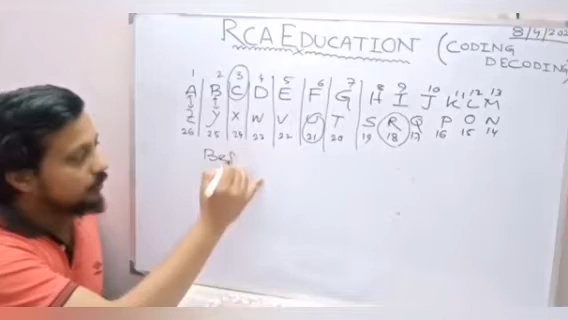 8/4/202
RCA EDUCATION (CODING DECODING)
1 2 3 4 5 6 7 8 9 10 11 12 13
A B C D E F G H I J K L M
Z Y X W V U T S R Q P O N
26 25 24 23 22 21 20 19 18 17 16 15 14
Bef